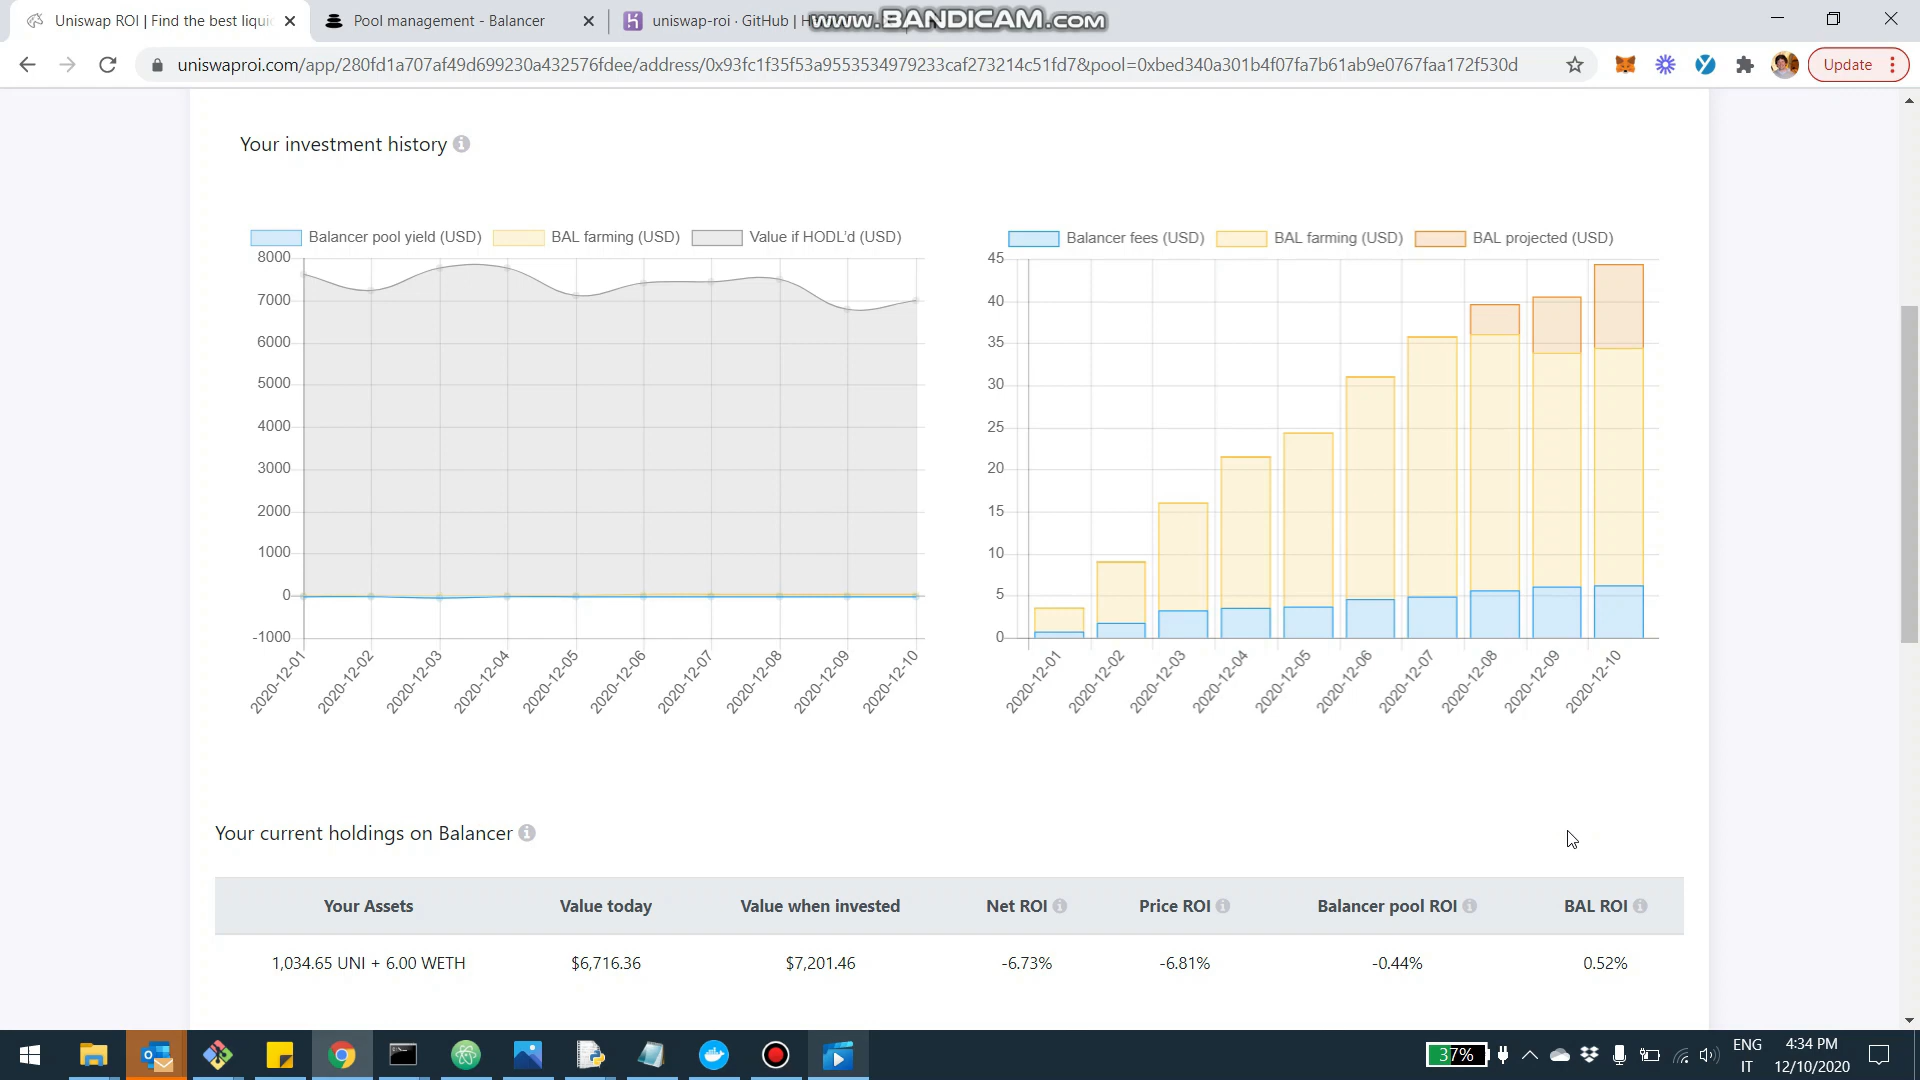 Uniswap ROI | Find the best liqui
Pool management - Balancer
uniswap-roi · GitHub |
www.BANDICAM.com
uniswaproi.com/app/280fd1a707af49d699230a432576fdee/address/0x93fc1f35f53a9553534979233caf273214c51fd7&pool=0xbed340a301b4f07fa7b61ab9e0767faa172f530d
Update
Your investment history
Balancer pool yield (USD) BAL farming (USD) Value if HODL'd (USD)
8000
7000
6000
5000
4000
3000
2000
1000
0
-1000
2020-12-01 2020-12-02 2020-12-03 2020-12-04 2020-12-05 2020-12-06 2020-12-07 2020-12-08 2020-12-09 2020-12-10
Balancer fees (USD) BAL farming (USD) BAL projected (USD)
45
40
35
30
25
20
15
10
5
0
2020-12-01 2020-12-02 2020-12-03 2020-12-04 2020-12-05 2020-12-06 2020-12-07 2020-12-08 2020-12-09 2020-12-10
Your current holdings on Balancer
Your Assets Value today Value when invested Net ROI Price ROI Balancer pool ROI BAL ROI
1,034.65 UNI + 6.00 WETH $6,716.36 $7,201.46 -6.73% -6.81% -0.44% 0.52%
37%
ENG
IT
4:34 PM
12/10/2020